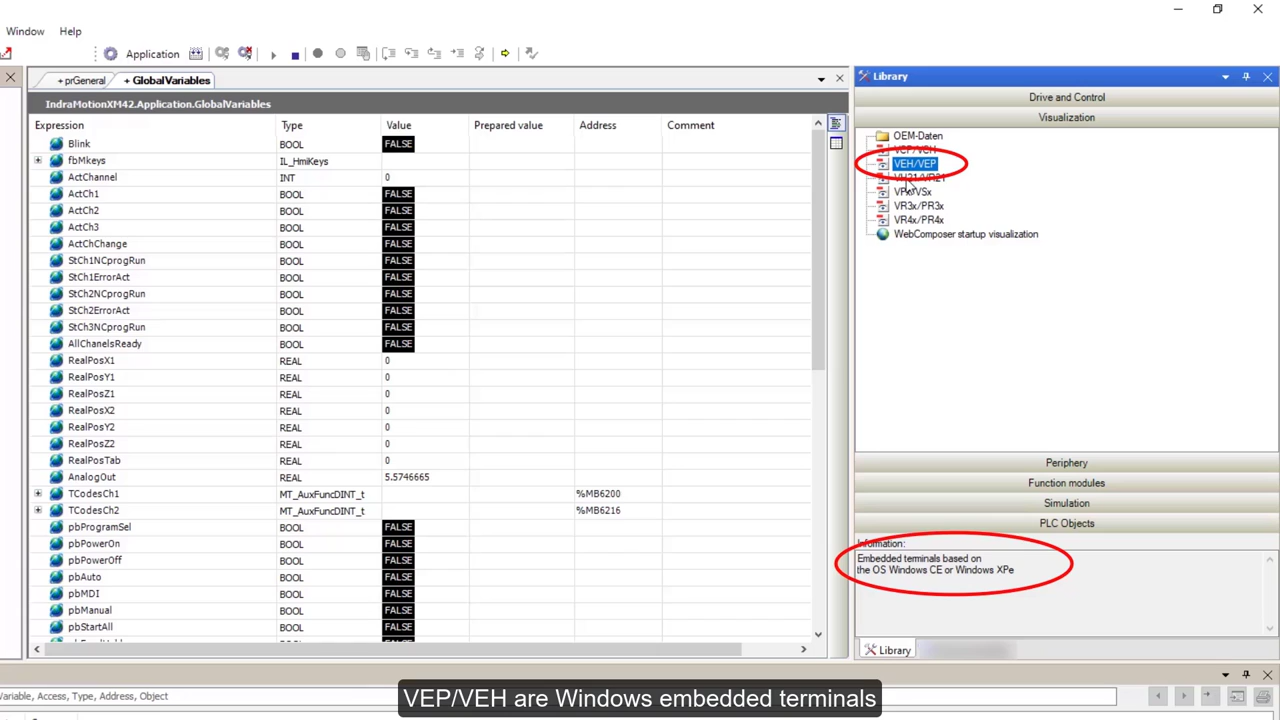 Window Help
Application
+ prGeneral + GlobalVariables
IndraMotionXM42.Application.GlobalVariables
Expression Type Value Prepared value Address Comment
Blink BOOL FALSE
fbMkeys IL_HmiKeys
ActChannel INT 0
ActCh1 BOOL FALSE
ActCh2 BOOL FALSE
ActCh3 BOOL FALSE
ActChChange BOOL FALSE
StCh1NCprogRun BOOL FALSE
StCh1ErrorAct BOOL FALSE
StCh2NCprogRun BOOL FALSE
StCh2ErrorAct BOOL FALSE
StCh3NCprogRun BOOL FALSE
AllChanelsReady BOOL FALSE
RealPosX1 REAL 0
RealPosY1 REAL 0
RealPosZ1 REAL 0
RealPosX2 REAL 0
RealPosY2 REAL 0
RealPosZ2 REAL 0
RealPosTab REAL 0
AnalogOut REAL 5.5746665
TCodesCh1 MT_AuxFuncDINT_t %MB6200
TCodesCh2 MT_AuxFuncDINT_t %MB6216
pbProgramSel BOOL FALSE
pbPowerOn BOOL FALSE
pbPowerOff BOOL FALSE
pbAuto BOOL FALSE
pbMDI BOOL FALSE
pbManual BOOL FALSE
pbStartAll BOOL FALSE
Library
Drive and Control
Visualization
OEM-Daten
VEP/VEH
VEH/VEP
VH21/VR21
VR3x/PR3x
VR4x/PR4x
WebComposer startup visualization
Periphery
Function modules
Simulation
PLC Objects
Information:
Embedded terminals based on
the OS Windows CE or Windows XPe
Library
Variable, Access, Type, Address, Object
VEP/VEH are Windows embedded terminals